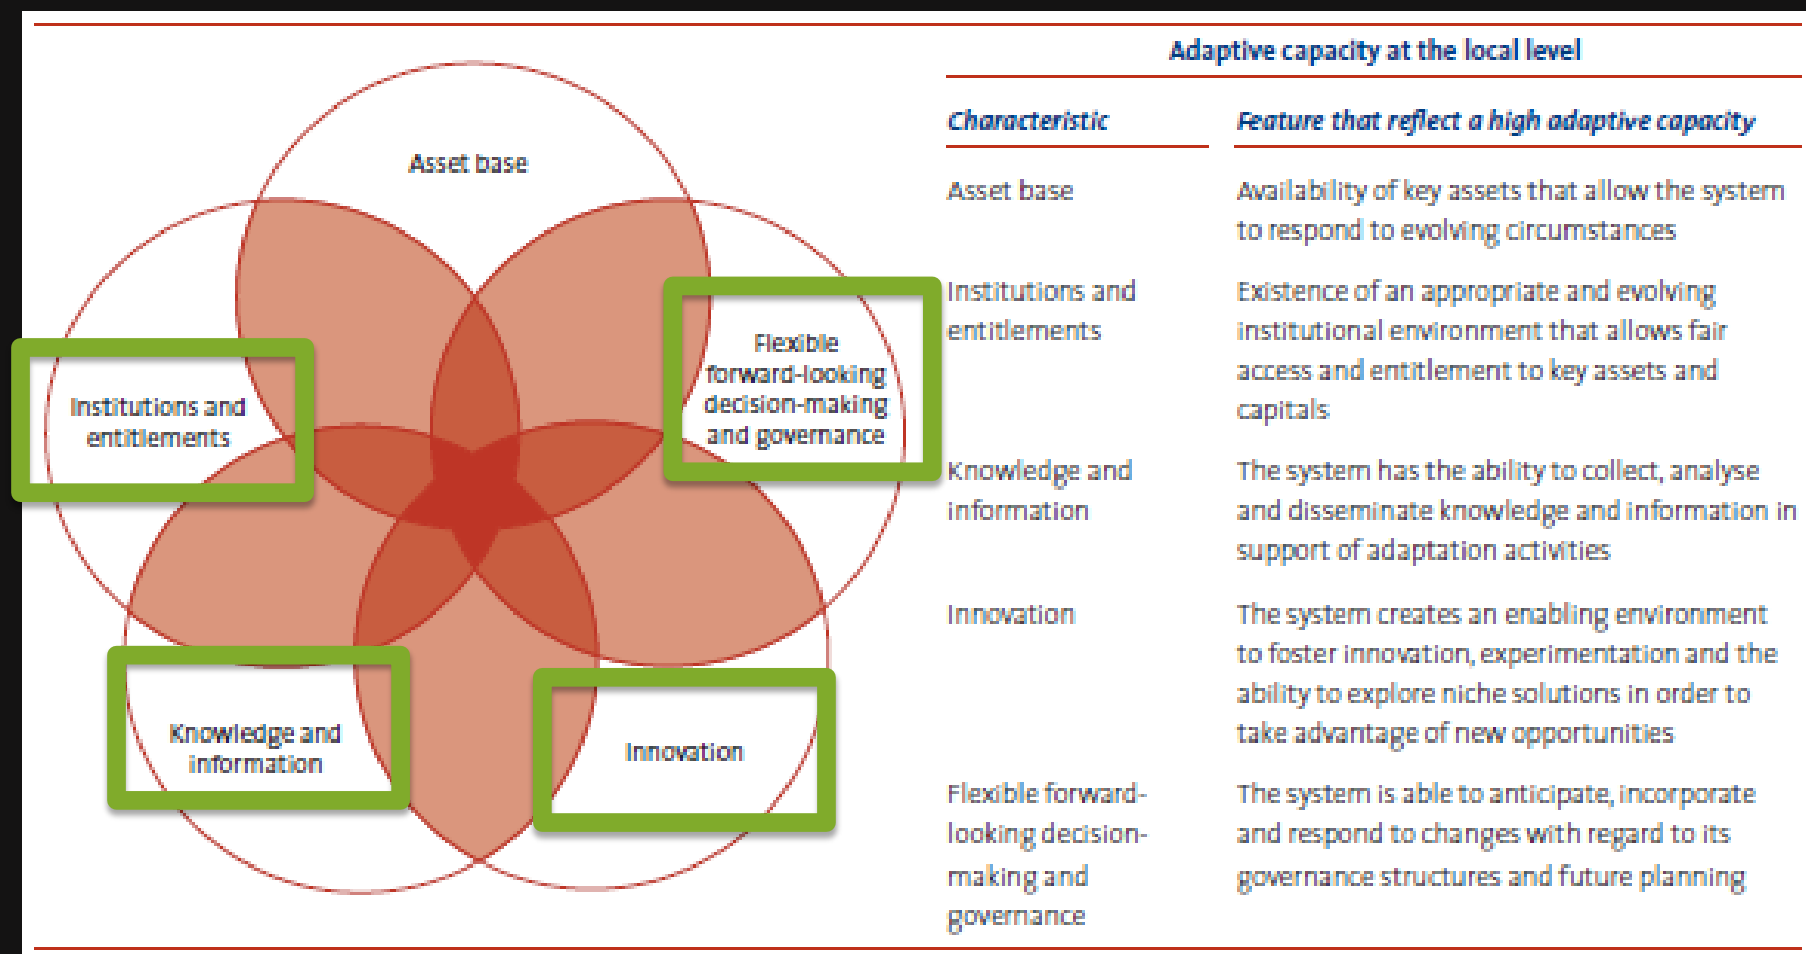 Asset base
Institutions and
entitlements
Flexible
forward-looking
decision-making
and governance
Knowledge and
information
Innovation
Adaptive capacity at the local level
Characteristic
Feature that reflect a high adaptive capacity
Asset base
Availability of key assets that allow the system
to respond to evolving circumstances
Institutions and
entitlements
Existence of an appropriate and evolving
institutional environment that allows fair
access and entitlement to key assets and
capitals
Knowledge and
information
The system has the ability to collect, analyse
and disseminate knowledge and information in
support of adaptation activities
Innovation
The system creates an enabling environment
to foster innovation, experimentation and the
ability to explore niche solutions in order to
take advantage of new opportunities
Flexible forward-
looking decision-
making and
governance
The system is able to anticipate, incorporate
and respond to changes with regard to its
governance structures and future planning